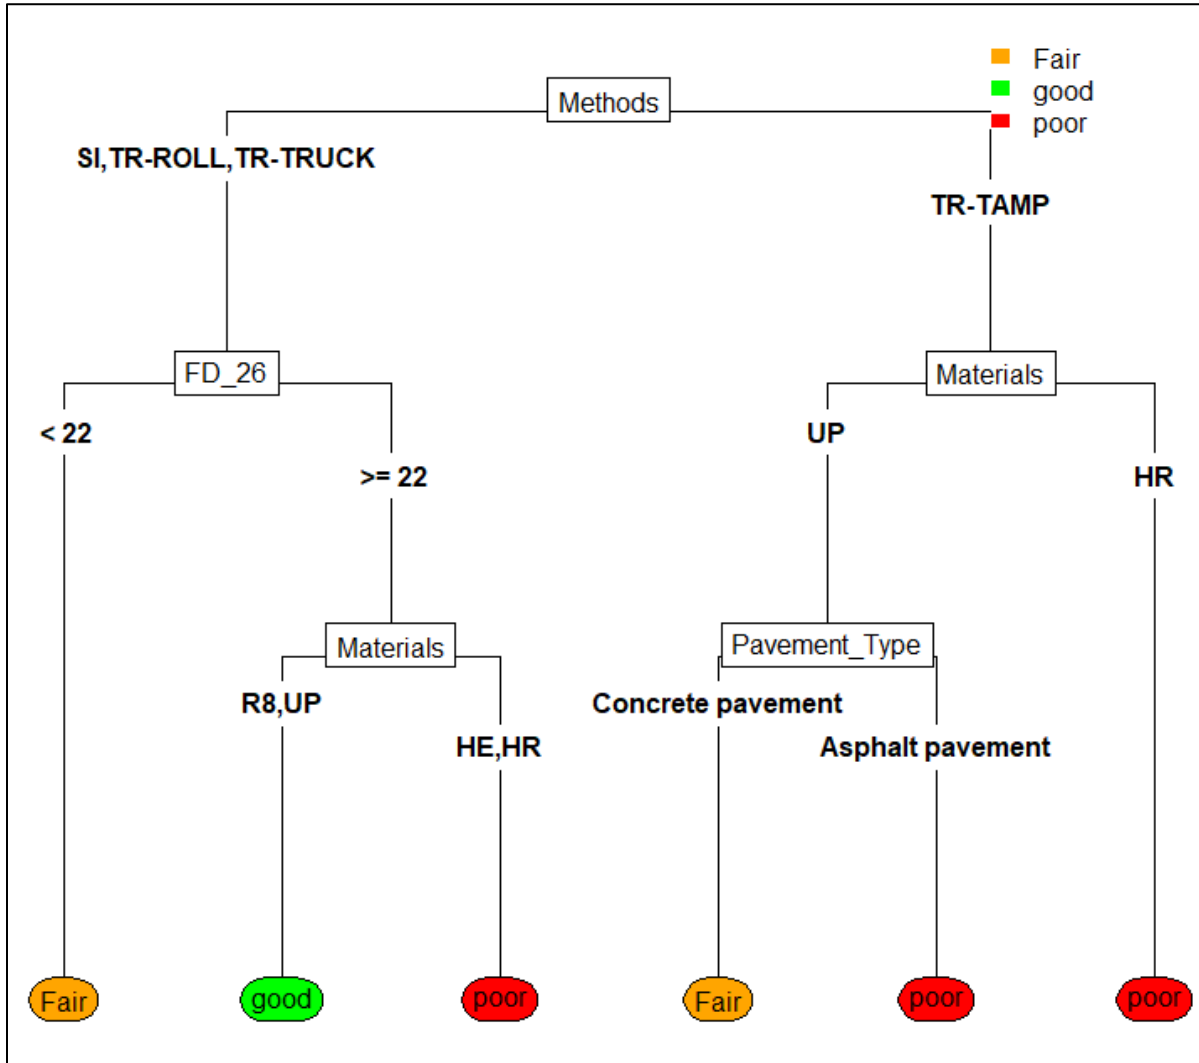 Fair
good
poor
Methods
SI,TR-ROLL,TR-TRUCK
TR-TAMP
FD_26
Materials
< 22
UP
>= 22
HR
Materials
Pavement_Type
R8,UP
Concrete pavement
HE,HR
Asphalt pavement
Fair
good
poor
Fair
poor
poor